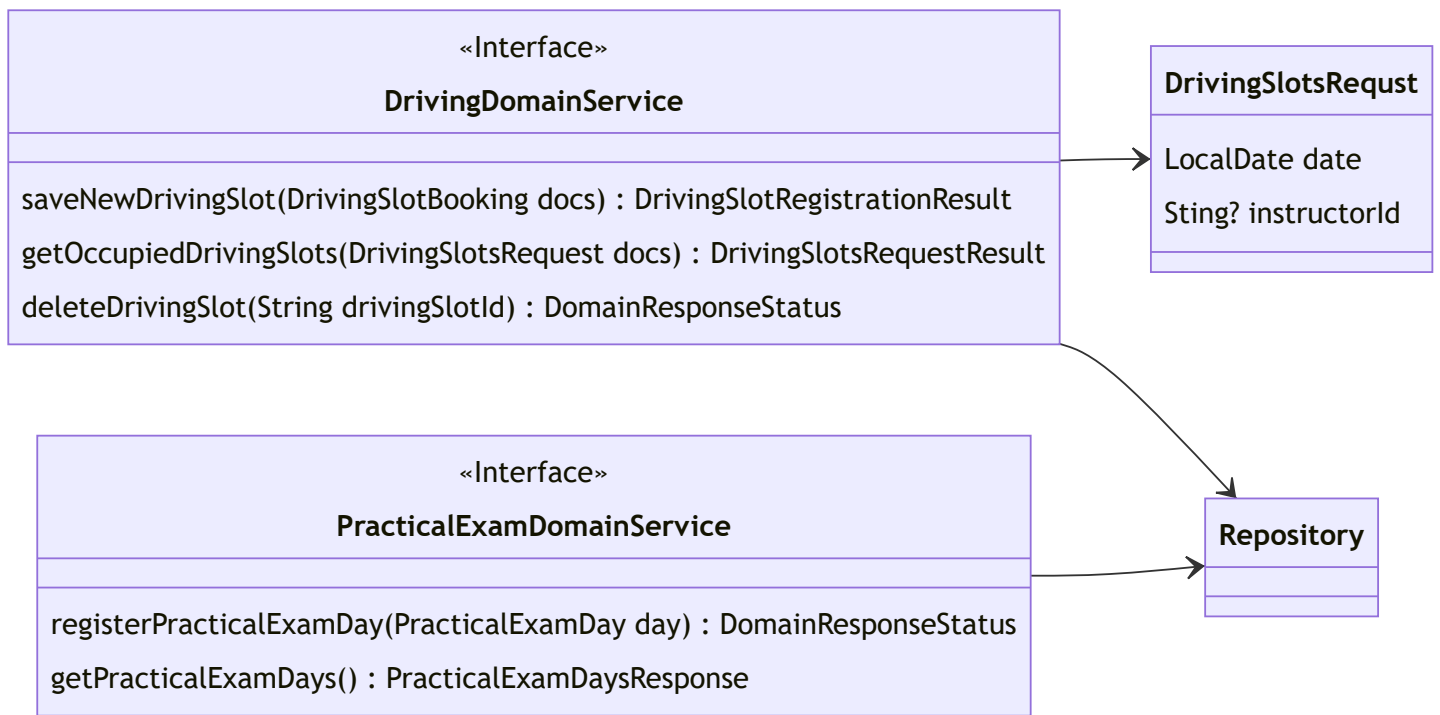 «Interface»
DrivingDomainService
saveNewDrivingSlot(DrivingSlotBooking docs) : DrivingSlotRegistrationResult
getOccupiedDrivingSlots(DrivingSlotsRequest docs) : DrivingSlotsRequestResult
deleteDrivingSlot(String drivingSlotId) : DomainResponseStatus
DrivingSlotsRequst
LocalDate date
Sting? instructorId
«Interface»
PracticalExamDomainService
registerPracticalExamDay(PracticalExamDay day) : DomainResponseStatus
getPracticalExamDays() : PracticalExamDaysResponse
Repository